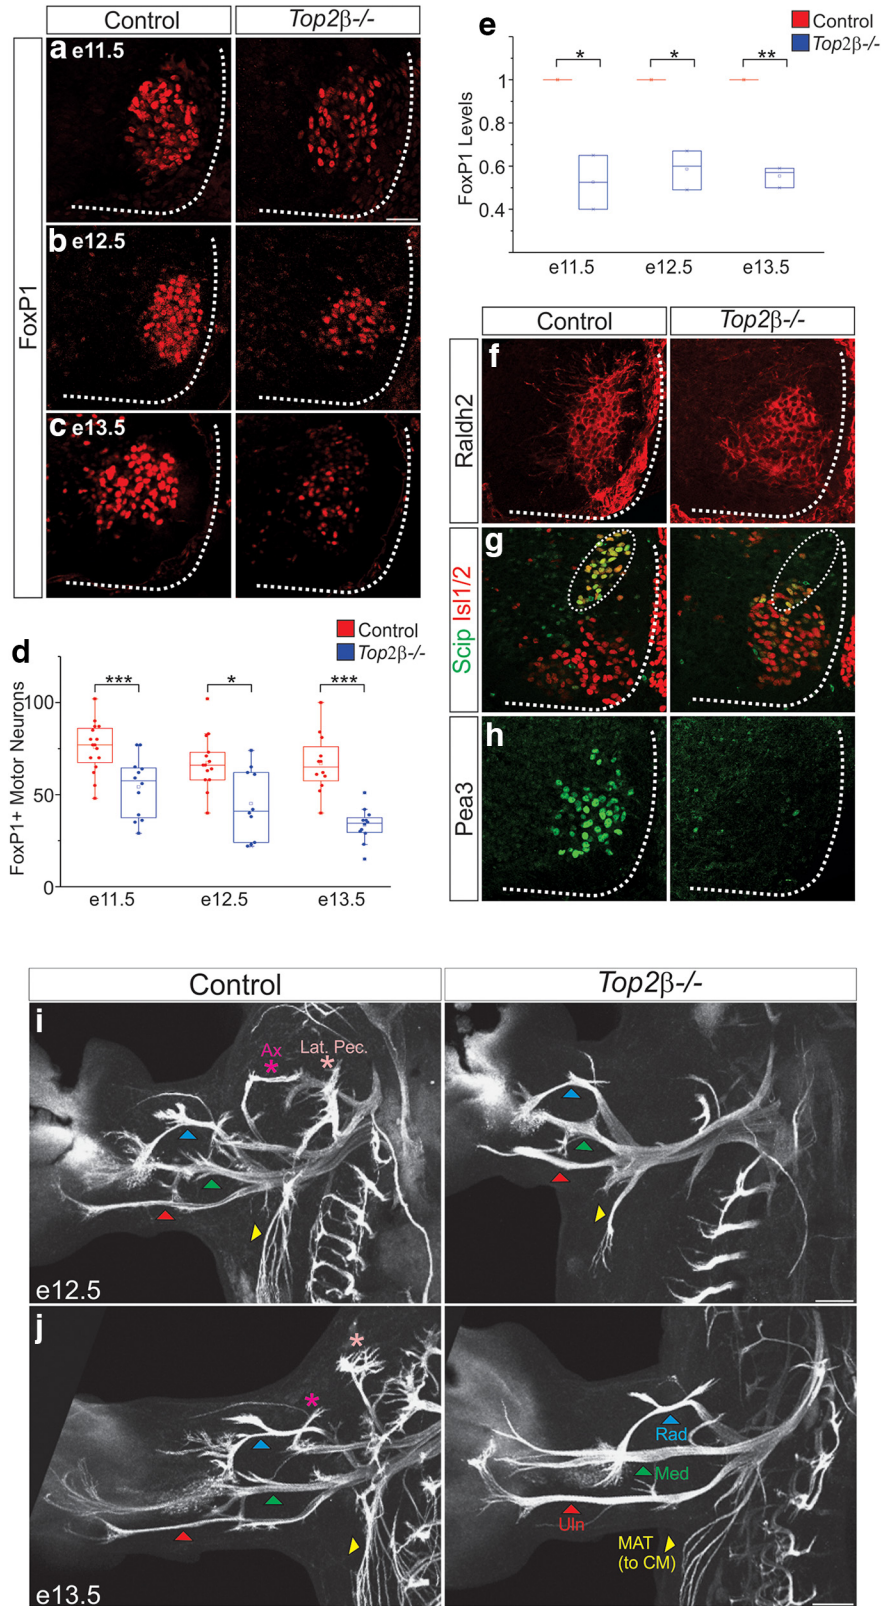 Control
Top2β-/-
FoxP1
a e11.5
b e12.5
c e13.5
d
Control
Top2β-/-
FoxP1+ Motor Neurons
100
50
0
***
*
***
e11.5
e12.5
e13.5
e
Control
Top2β-/-
FoxP1 Levels
1
0.8
0.6
0.4
*
*
**
e11.5
e12.5
e13.5
Control
Top2β-/-
f
Raldh2
g
Scip Isl1/2
h
Pea3
Control
Top2β-/-
i
Ax
*
Lat. Pec.
*
e12.5
j
*
*
e13.5
Rad
Med
Uln
MAT
(to CM)